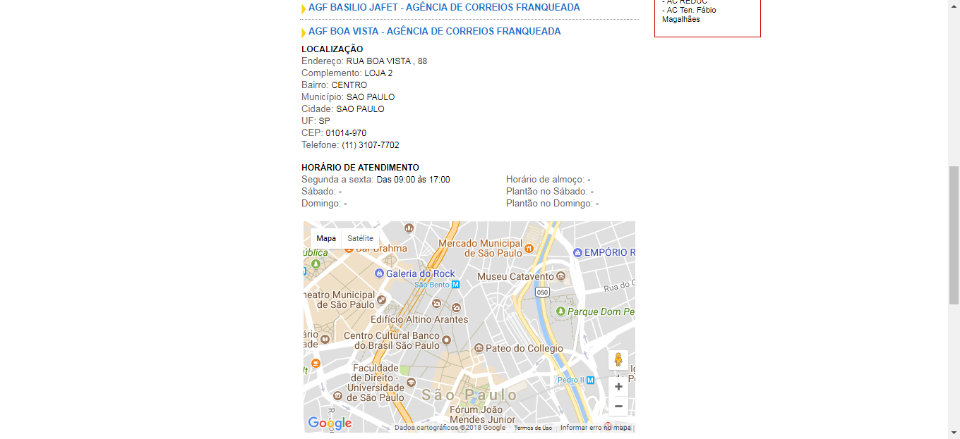 AGF BASILIO JAFET - AGÊNCIA DE CORREIOS FRANQUEADA
- AC REDUC
- AC Ten. Fábio
Magalhães
AGF BOA VISTA - AGÊNCIA DE CORREIOS FRANQUEADA
LOCALIZAÇÃO
Endereço: RUA BOA VISTA , 88
Complemento: LOJA 2
Bairro: CENTRO
Município: SAO PAULO
Cidade: SAO PAULO
UF: SP
CEP: 01014-970
Telefone: (11) 3107-7702
HORÁRIO DE ATENDIMENTO
Segunda a sexta: Das 09:00 às 17:00
Horário de almoço: -
Sábado: -
Plantão no Sábado: -
Domingo: -
Plantão no Domingo: -
Mapa Satélite
Bar Brahma
Mercado Municipal
de São Paulo
EMPÓRIO R
Galeria do Rock
São Bento M
Museu Catavento
Rua do
050
eatro Municipal
de São Paulo
Edifício Altino Arantes
Parque Dom Pe
Centro Cultural Banco
do Brasil São Paulo
Pateo do Collegio
Faculdade
de Direito -
Universidade
de São Paulo
Pedro II M
+
São Paulo
−
Fórum João
Mendes Junior
Google
Dados cartográficos ©2018 Google
Termos de Uso
Informar erro no mapa